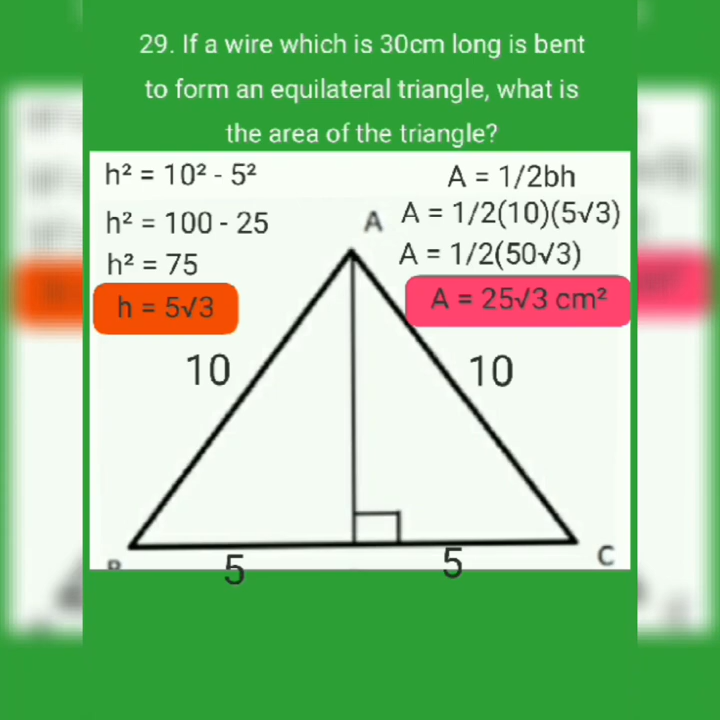 29. If a wire which is 30cm long is bent
to form an equilateral triangle, what is
the area of the triangle?
h² = 10² - 5²
h² = 100 - 25
h² = 75
h = 5√3
A = 1/2bh
A = 1/2(10)(5√3)
A = 1/2(50√3)
A = 25√3 cm²
A
10
10
C
5
5